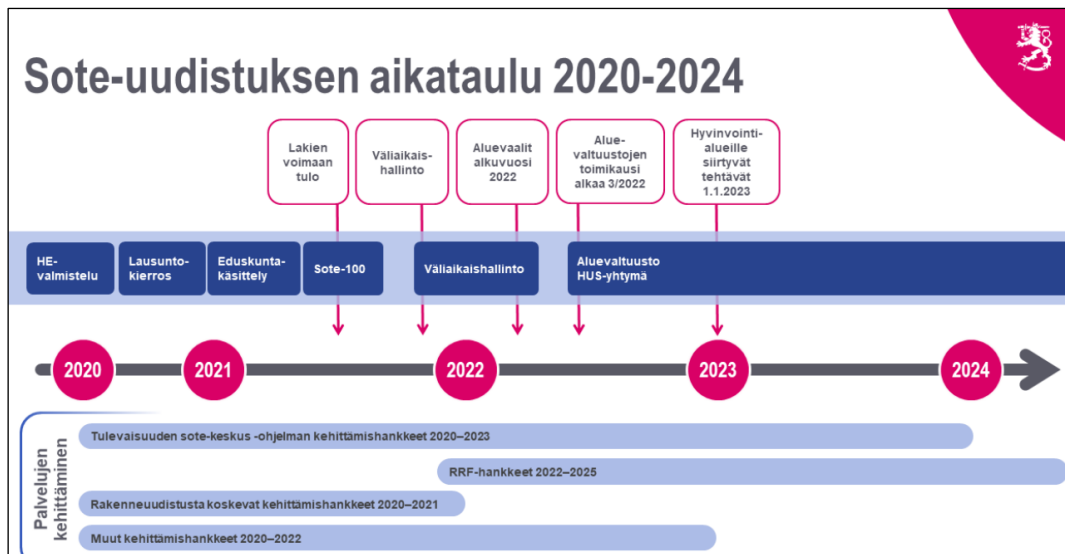 Sote-uudistuksen aikataulu 2020-2024
Lakien
voimaan
tulo
Väliaikais-
hallinto
Aluevaalit
alkuvuosi
2022
Alue-
valtuustojen
toimikausi
alkaa 3/2022
Hyvinvointi-
alueille
siirtyvät
tehtävät
1.1.2023
HE-
valmistelu
Lausunto-
kierros
Eduskunta-
käsittely
Sote-100
Väliaikaishallinto
Aluevaltuusto
HUS-yhtymä
2020
2021
2022
2023
2024
Palvelujen
kehittäminen
Tulevaisuuden sote-keskus -ohjelman kehittämishankkeet 2020–2023
RRF-hankkeet 2022–2025
Rakenneuudistusta koskevat kehittämishankkeet 2020–2021
Muut kehittämishankkeet 2020–2022